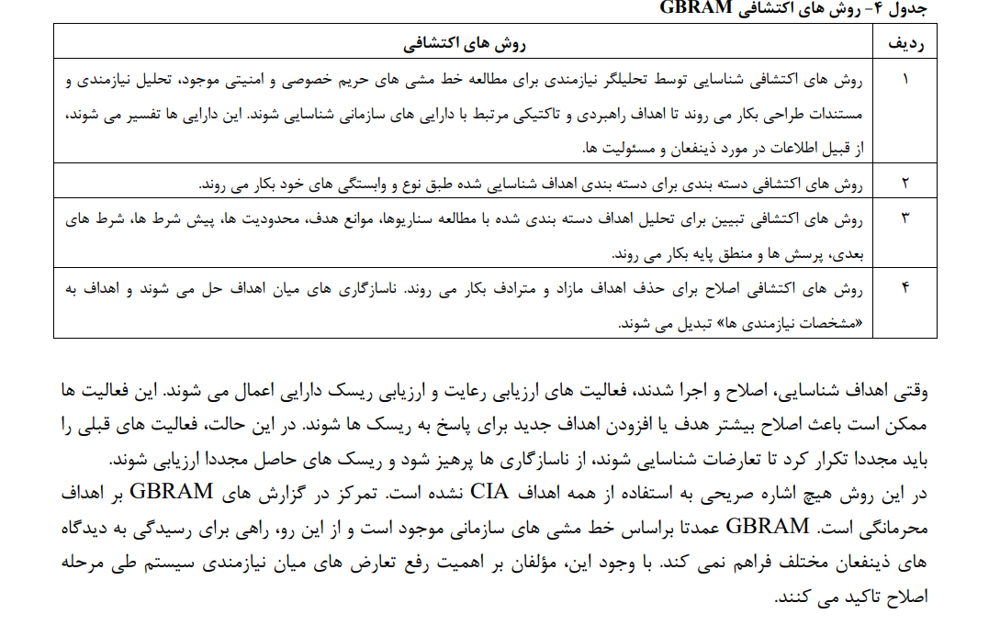 جدول ۴- روش های اکتشافی GBRAM
ردیف روش های اکتشافی
۱ روش های اکتشافی شناسایی توسط تحلیلگر نیازمندی برای مطالعه خط مشی های حریم خصوصی و امنیتی موجود، تحلیل نیازمندی و
مستندات طراحی بکار می روند تا اهداف راهبردی و تاکتیکی مرتبط با دارایی های سازمانی شناسایی شوند. این دارایی ها تفسیر می شوند،
از قبیل اطلاعات در مورد ذینفعان و مسئولیت ها.
۲ روش های اکتشافی دسته بندی برای دسته بندی اهداف شناسایی شده طبق نوع و وابستگی های خود بکار می روند.
۳ روش های اکتشافی تبیین برای تحلیل اهداف دسته بندی شده با مطالعه سناریوها، موانع هدف، محدودیت ها، پیش شرط ها، شرط های
بعدی، پرسش ها و منطق پایه بکار می روند.
۴ روش های اکتشافی اصلاح برای حذف اهداف مازاد و مترادف بکار می روند. ناسازگاری های میان اهداف حل می شوند و اهداف به
«مشخصات نیازمندی ها» تبدیل می شوند.
وقتی اهداف شناسایی، اصلاح و اجرا شدند، فعالیت های ارزیابی رعایت و ارزیابی ریسک دارایی اعمال می شوند. این فعالیت ها
ممکن است باعث اصلاح بیشتر هدف یا افزودن اهداف جدید برای پاسخ به ریسک ها شوند. در این حالت، فعالیت های قبلی را
باید مجددا تکرار کرد تا تعارضات شناسایی شوند، از ناسازگاری ها پرهیز شود و ریسک های حاصل مجددا ارزیابی شوند.
در این روش هیچ اشاره صریحی به استفاده از همه اهداف CIA نشده است. تمرکز در گزارش های GBRAM بر اهداف
محرمانگی است. GBRAM عمدتا براساس خط مشی های سازمانی موجود است و از این رو، راهی برای رسیدگی به دیدگاه
های ذینفعان مختلف فراهم نمی کند. با وجود این، مؤلفان بر اهمیت رفع تعارض های میان نیازمندی سیستم طی مرحله
اصلاح تاکید می کنند.